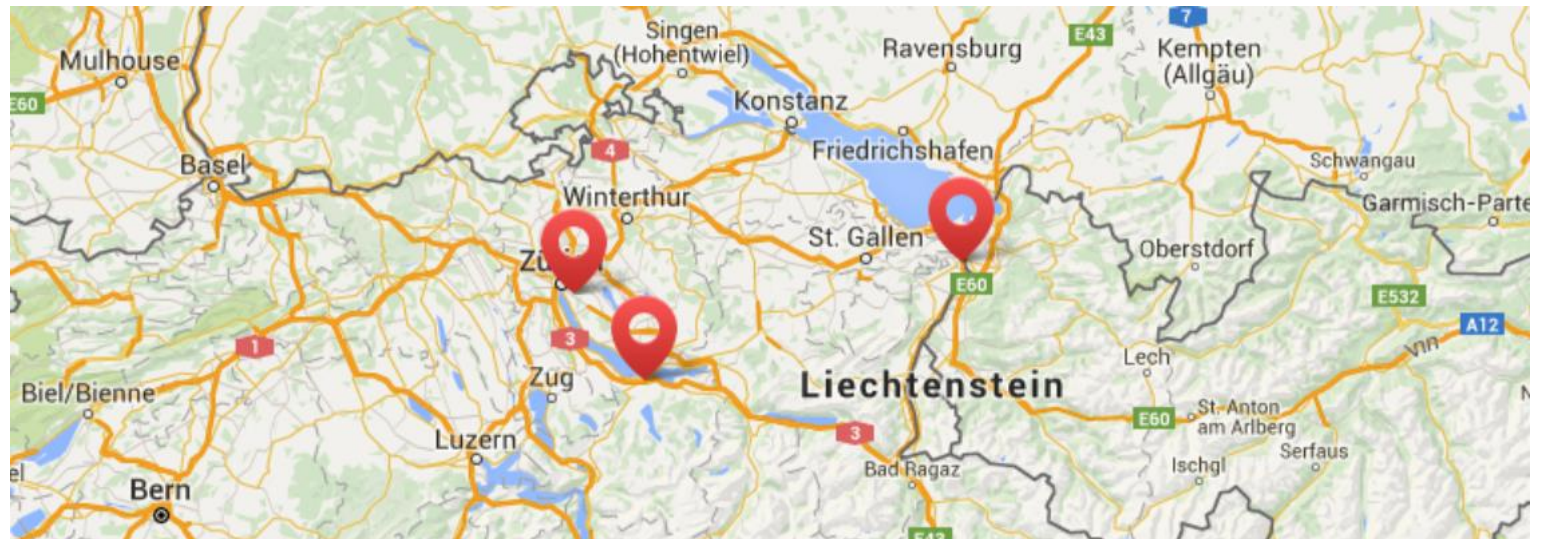 7
Singen
(Hohentwiel)
E43
Ravensburg
Kempten
(Allgäu)
Mulhouse
E60
Konstanz
4
Friedrichshafen
Schwangau
Basel
Winterthur
Garmisch-Parte
St. Gallen
Oberstdorf
E60
E532
A12
3
1
Lech
Zug
Liechtenstein
Biel/Bienne
E60
St. Anton
am Arlberg
3
Luzern
Bad Ragaz
Ischgl
Serfaus
Bern
E43